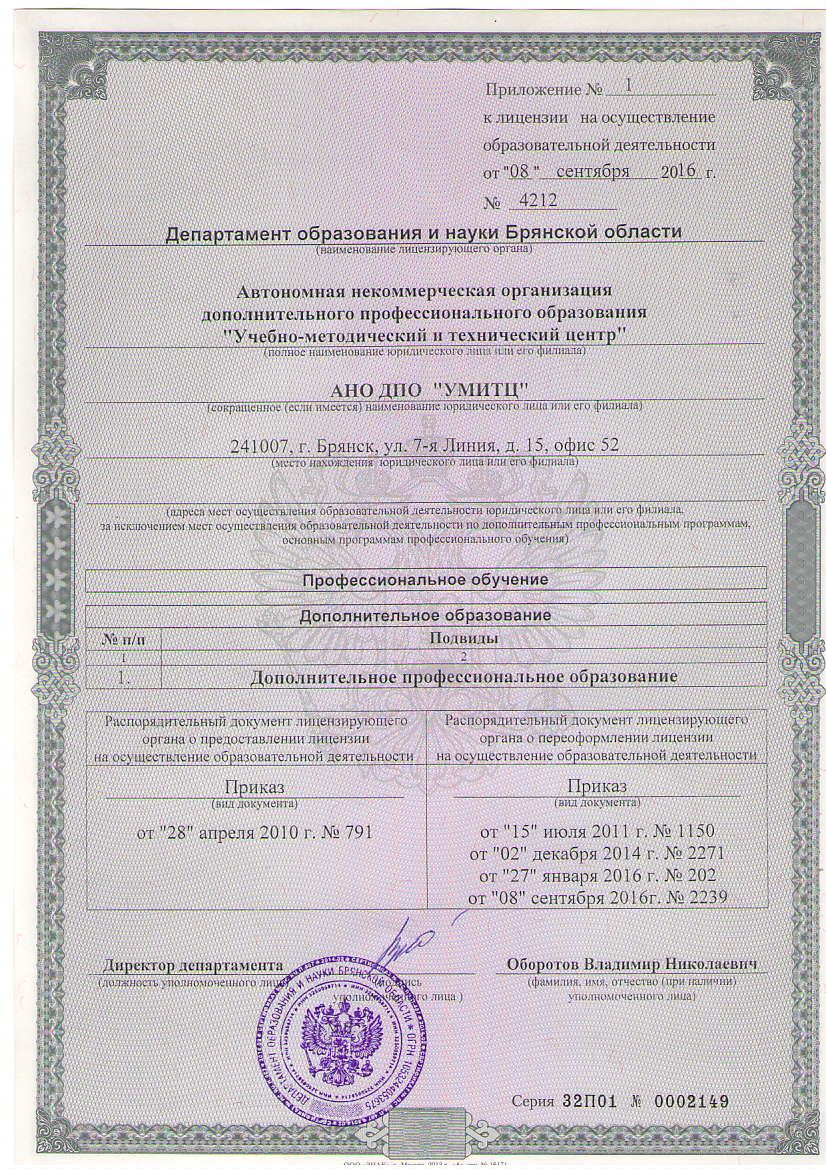 Приложение № 1
к лицензии на осуществление
образовательной деятельности
от "08" сентября 2016 г.
№ 4212
Департамент образования и науки Брянской области
(наименование лицензирующего органа)
Автономная некоммерческая организация
дополнительного профессионального образования
"Учебно-методический и технический центр"
(полное наименование юридического лица или его филиала)
АНО ДПО "УМИТЦ"
(сокращенное (если имеется) наименование юридического лица или его филиала)
241007, г. Брянск, ул. 7-я Линия, д. 15, офис 52
(место нахождения юридического лица или его филиала)
(адреса мест осуществления образовательной деятельности юридического лица или его филиала,
за исключением мест осуществления образовательной деятельности по дополнительным профессиональным программам,
основным программам профессионального обучения)
Профессиональное обучение
Дополнительное образование
№ п/п Подвиды
1 2
1. Дополнительное профессиональное образование
Распорядительный документ лицензирующего
органа о предоставлении лицензии
на осуществление образовательной деятельности
Приказ
(вид документа)
от "28" апреля 2010 г. № 791
Распорядительный документ лицензирующего
органа о переоформлении лицензии
на осуществление образовательной деятельности
Приказ
(вид документа)
от "15" июля 2011 г. № 1150
от "02" декабря 2014 г. № 2271
от "27" января 2016 г. № 202
от "08" сентября 2016г. № 2239
Директор департамента
(должность уполномоченного лица)
уполномоченного лица )
Оборотов Владимир Николаевич
(фамилия, имя, отчество (при наличии)
уполномоченного лица)
ДЕПАРТАМЕНТ ОБРАЗОВАНИЯ И НАУКИ БРЯНСКОЙ ОБЛАСТИ * ОГРН
Серия 32П01 № 0002149